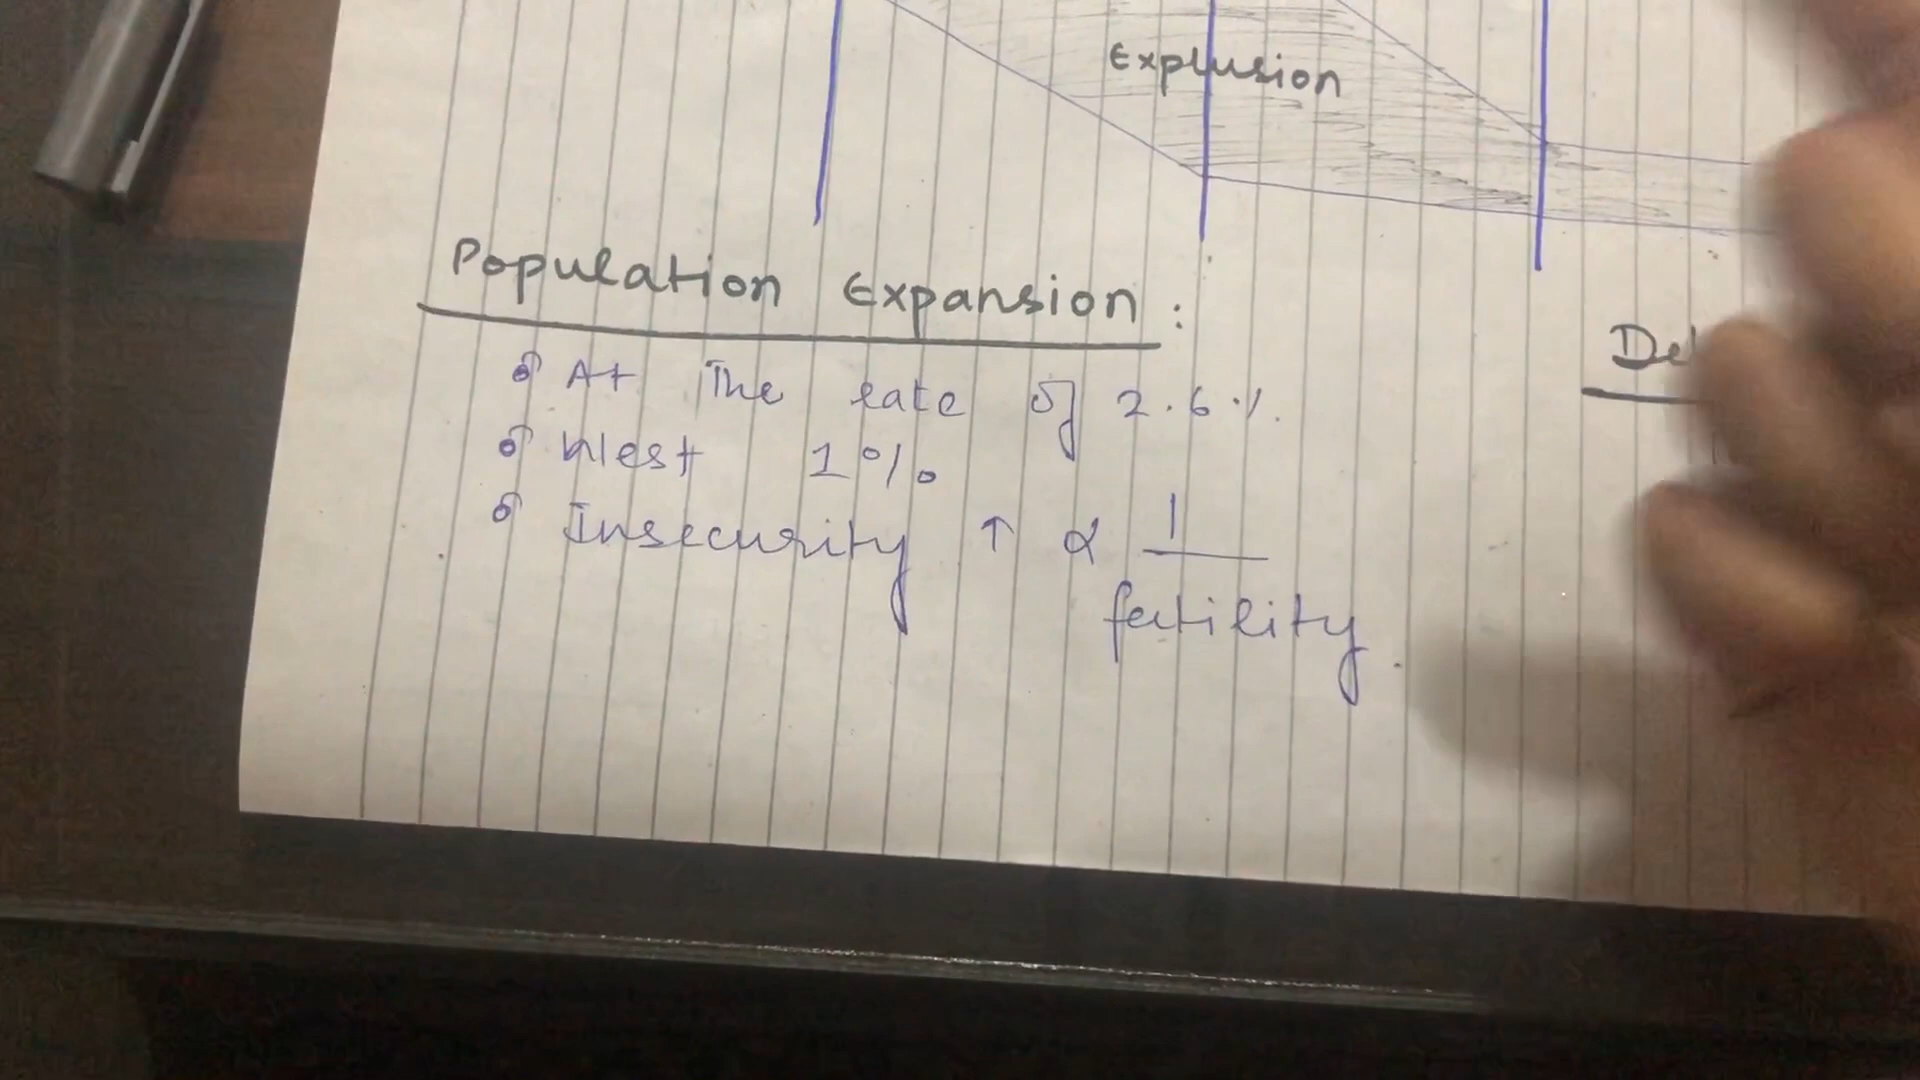 Explusion
Population Expansion :
At The rate of 2.6 %.
West 1%
Insecurity ↑ ∝ 1
fertility